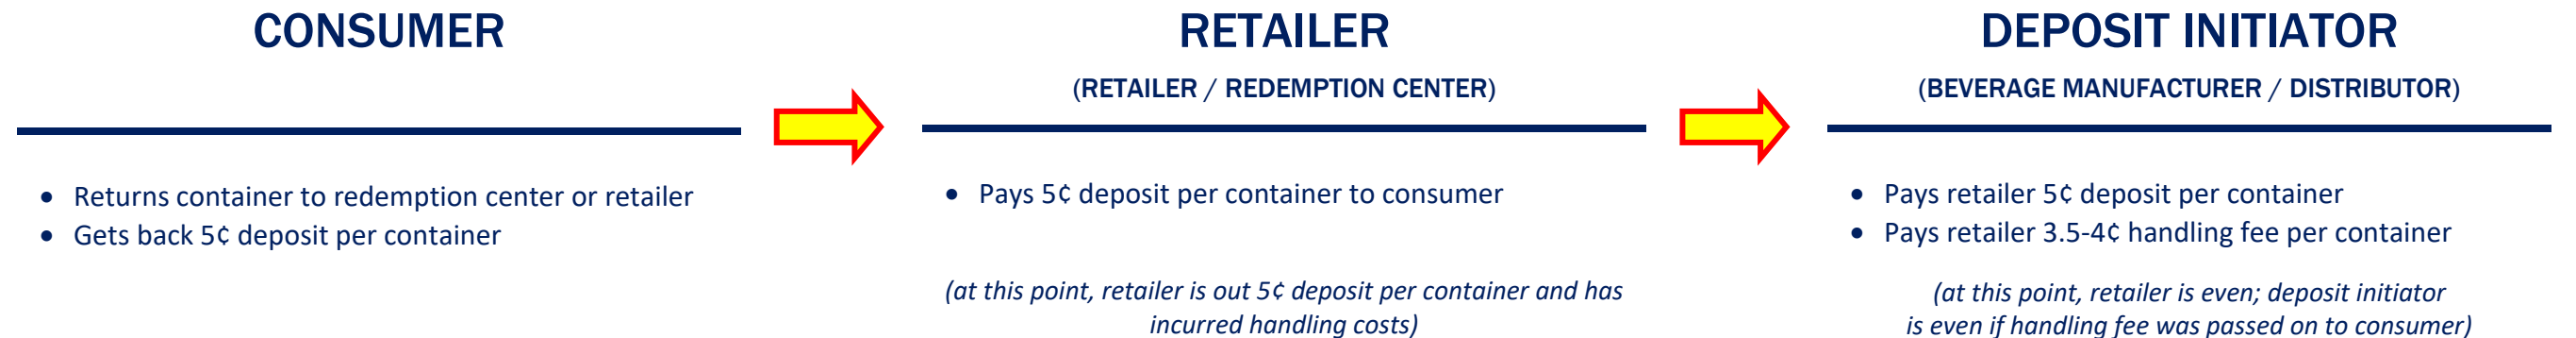 CONSUMER
• Returns container to redemption center or retailer
• Gets back 5¢ deposit per container
RETAILER
(RETAILER / REDEMPTION CENTER)
• Pays 5¢ deposit per container to consumer
(at this point, retailer is out 5¢ deposit per container and has
incurred handling costs)
DEPOSIT INITIATOR
(BEVERAGE MANUFACTURER / DISTRIBUTOR)
• Pays retailer 5¢ deposit per container
• Pays retailer 3.5-4¢ handling fee per container
(at this point, retailer is even; deposit initiator
is even if handling fee was passed on to consumer)